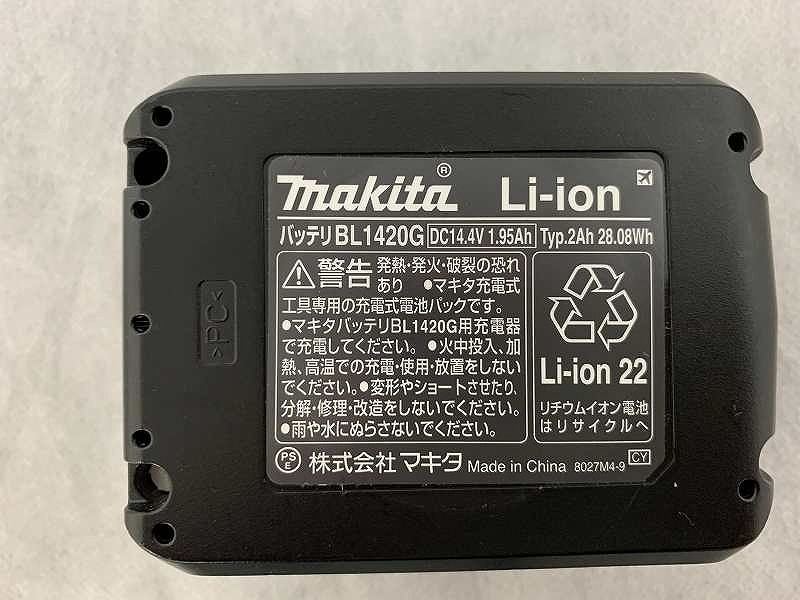 >PC<
makita® Li-ion
バッテリBL1420G DC14.4V 1.95Ah Typ.2Ah 28.08Wh
警告 発熱・発火・破裂の恐れ
あり ●マキタ充電式
工具専用の充電式電池パックです。
●マキタバッテリBL1420G用充電器
で充電してください。●火中投入、加
熱、高温での充電・使用・放置をしない
でください。●変形やショートさせたり、
分解・修理・改造をしないでください。
●雨や水にぬらさないでください。
Li-ion 22
リチウムイオン電池
はリサイクルへ
PS
E
株式会社マキタ Made in China 8027M4-9 CY